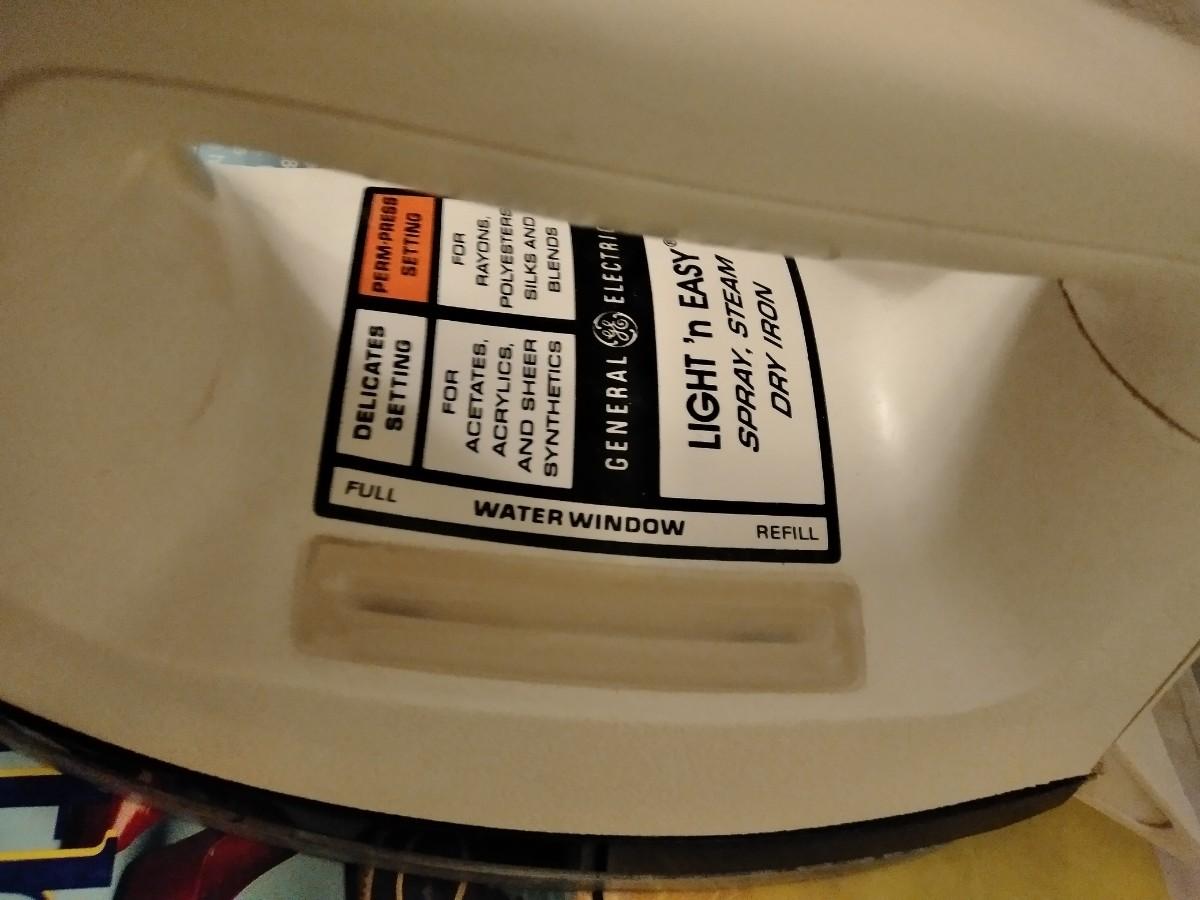 PERM-PRESS
SETTING
FOR
RAYONS,
POLYESTERS
SILKS AND
BLENDS
DELICATES
SETTING
FOR
ACETATES,
ACRYLICS,
AND SHEER
SYNTHETICS
GENERAL GE ELECTRIC
LIGHT 'n EASY®
SPRAY, STEAM
DRY IRON
FULL WATER WINDOW REFILL